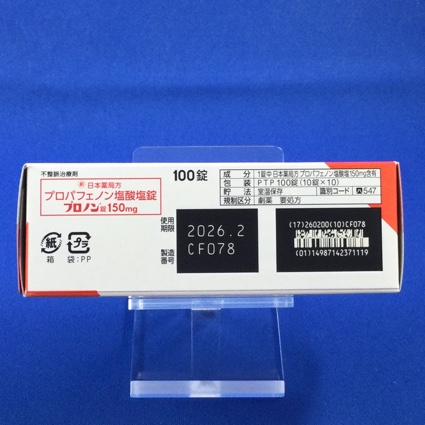 不整脈治療剤
劇 日本薬局方
プロパフェノン塩酸塩錠
プロノン錠150mg
紙
箱
プラ
袋:PP
100錠
成分 1錠中 日本薬局方 プロパフェノン塩酸塩150mg含有
包装 PTP100錠(10錠×10)
貯法 室温保存 識別コード 547
規制区分 劇薬 要処方
使用期限
2026.2
製造番号
CF078
(17)260200(10)CF078
(01)14987142371119